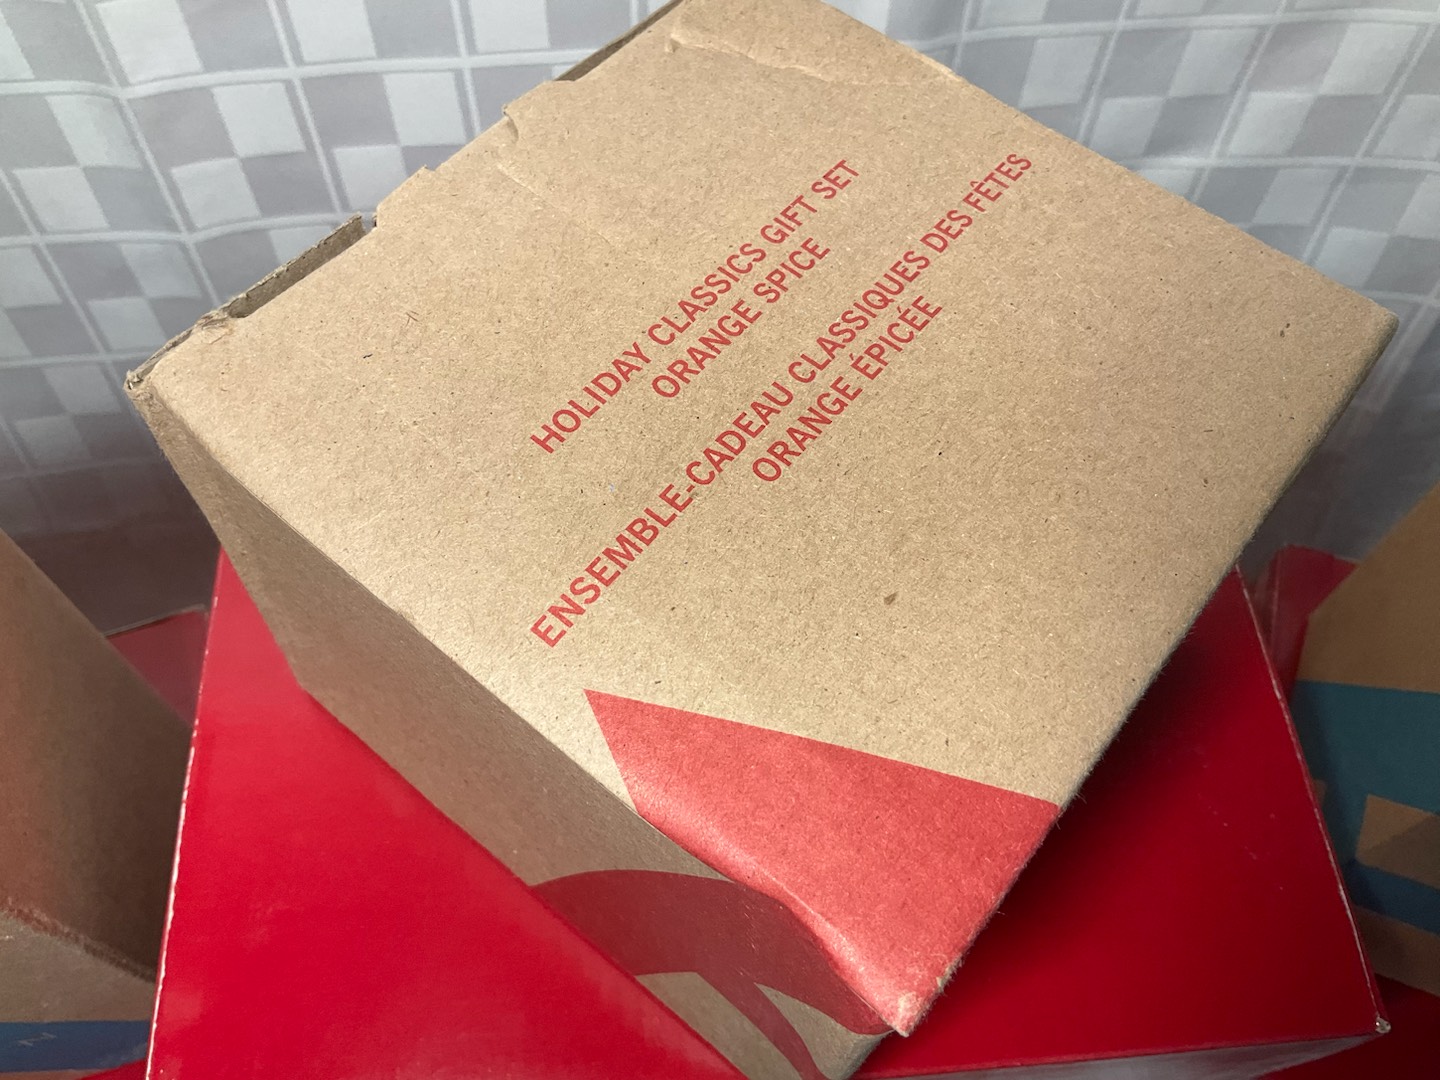 HOLIDAY CLASSICS GIFT SET
ORANGE SPICE
ENSEMBLE-CADEAU CLASSIQUES DES FÊTES
ORANGE ÉPICÉE